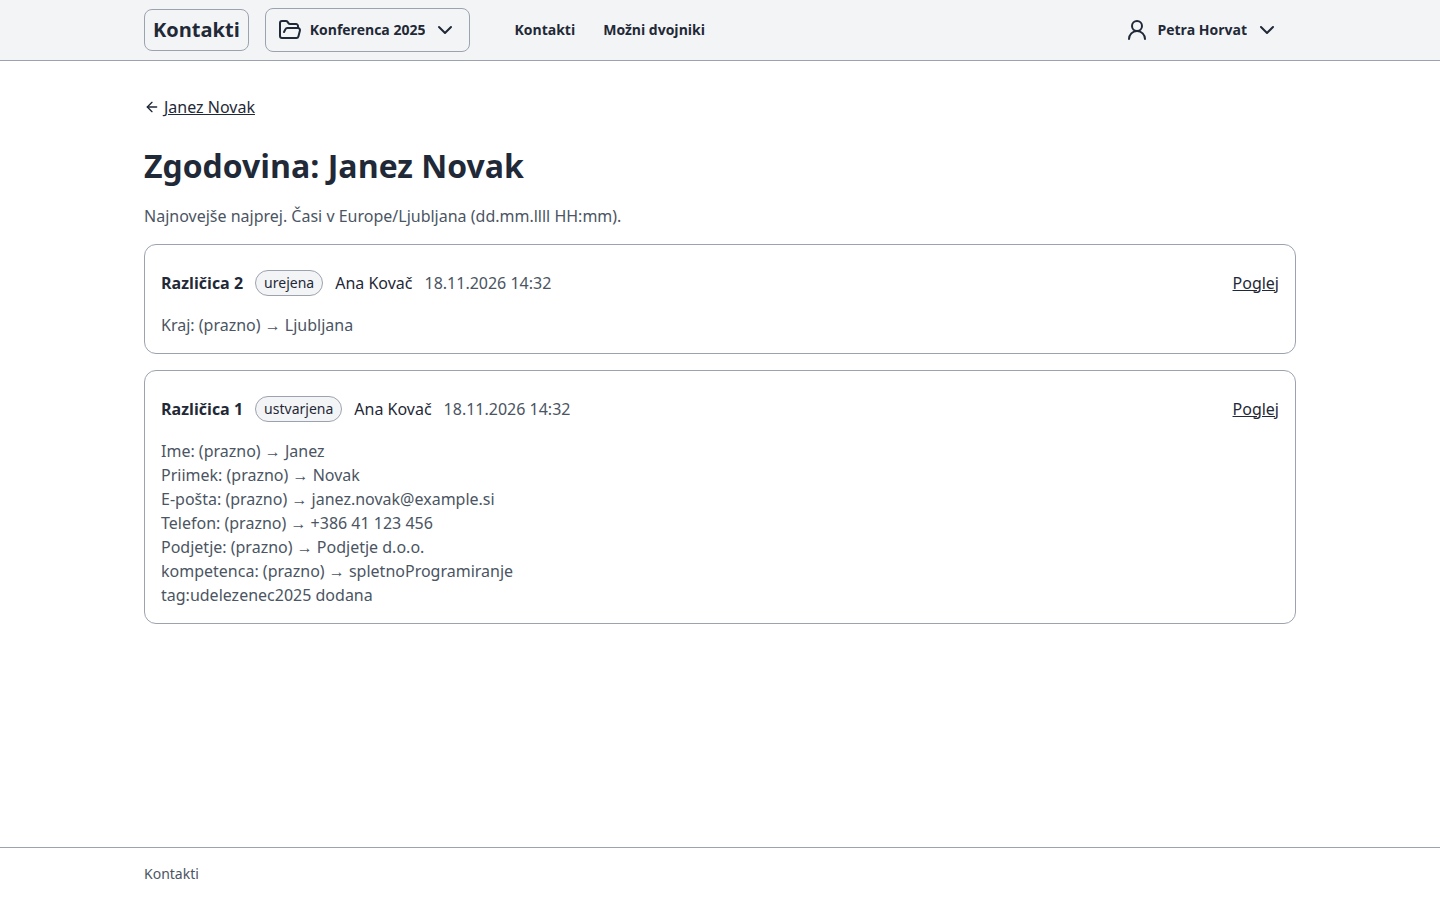 Kontakti Konferenca 2025 Kontakti Možni dvojniki Petra Horvat
← Janez Novak
Zgodovina: Janez Novak
Najnovejše najprej. Časi v Europe/Ljubljana (dd.mm.llll HH:mm).
Različica 2 urejena Ana Kovač 18.11.2026 14:32 Poglej
Kraj: (prazno) → Ljubljana
Različica 1 ustvarjena Ana Kovač 18.11.2026 14:32 Poglej
Ime: (prazno) → Janez
Priimek: (prazno) → Novak
E-pošta: (prazno) → janez.novak@example.si
Telefon: (prazno) → +386 41 123 456
Podjetje: (prazno) → Podjetje d.o.o.
kompetenca: (prazno) → spletnoProgramiranje
tag:udelezenec2025 dodana
Kontakti